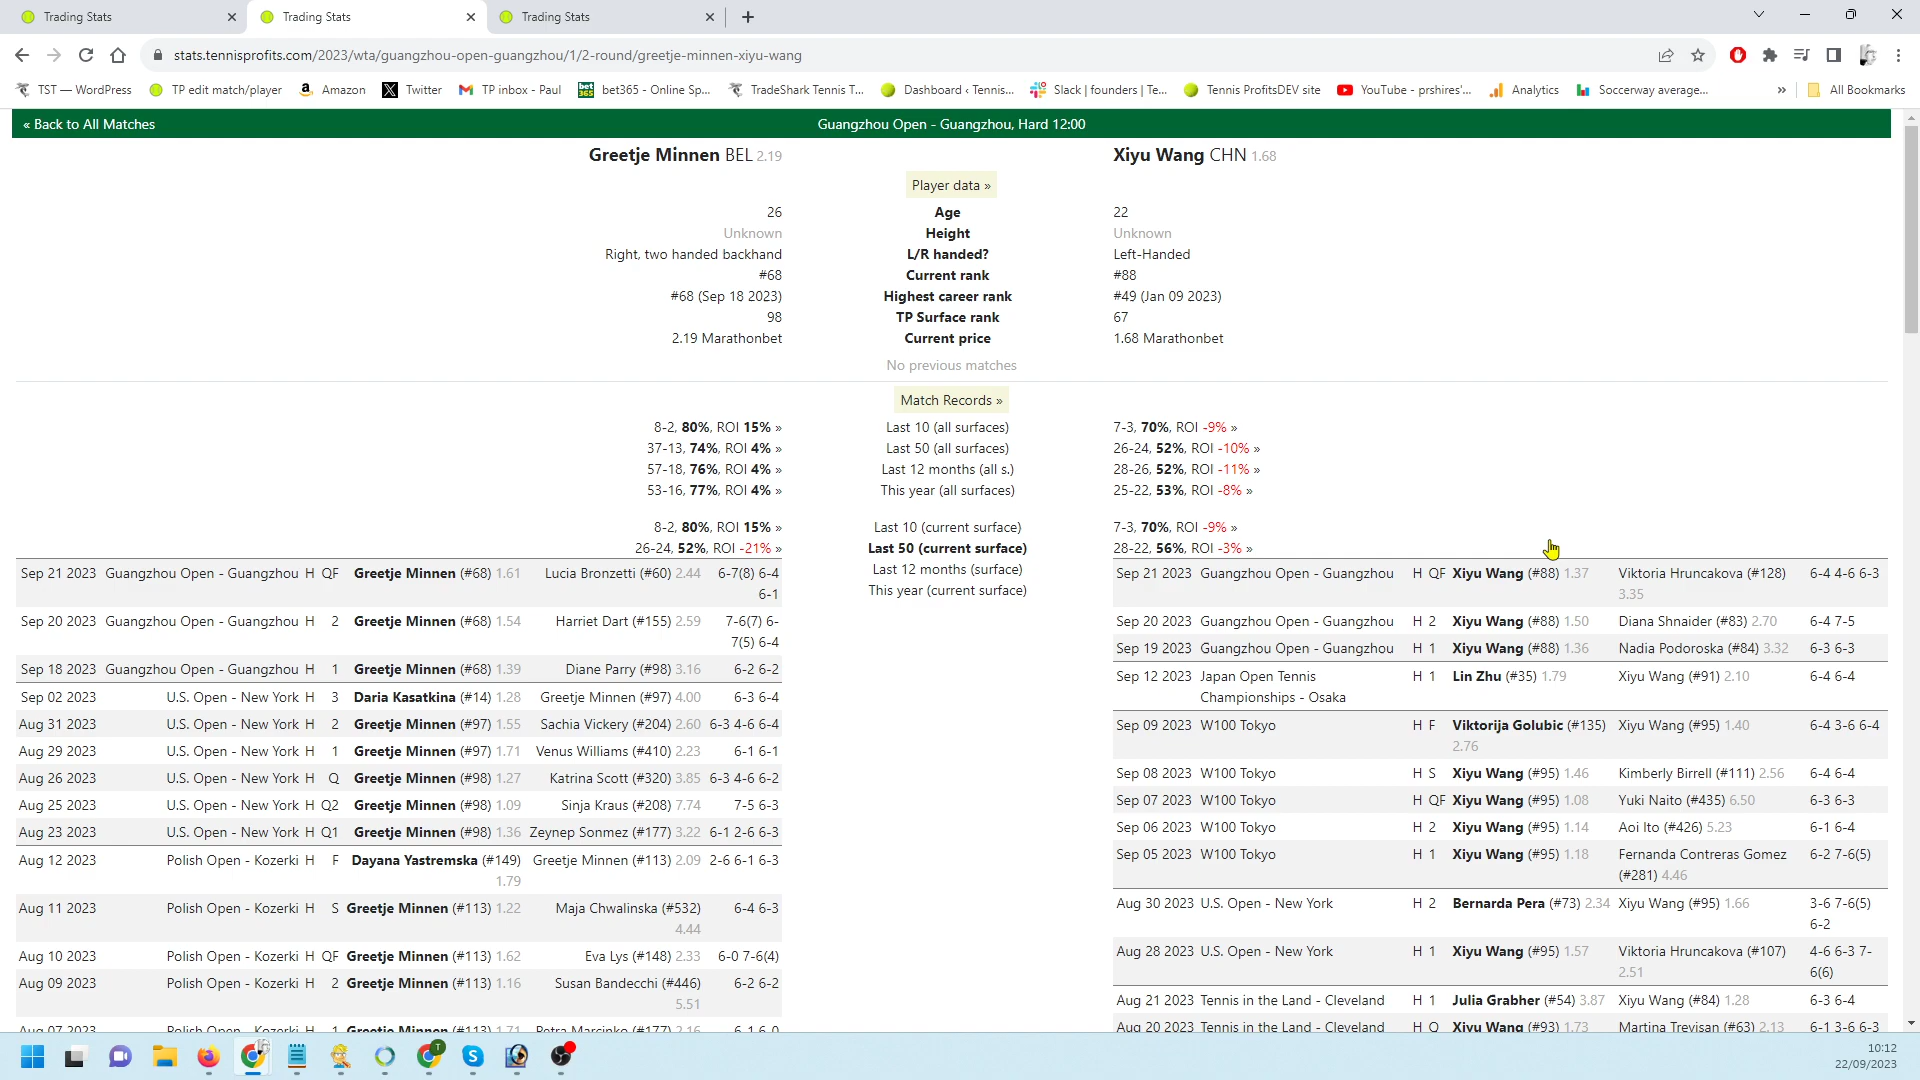 Trading Stats
Trading Stats
Trading Stats
stats.tennisprofits.com/2023/wta/guangzhou-open-guangzhou/1/2-round/greetje-minnen-xiyu-wang
TST — WordPress TP edit match/player Amazon Twitter TP inbox - Paul bet365 - Online Sp... TradeShark Tennis T... Dashboard ‹ Tennis... Slack | founders | Te... Tennis ProfitsDEV site YouTube - prshires'... Analytics Soccerway average... » All Bookmarks
« Back to All Matches Guangzhou Open - Guangzhou, Hard 12:00
Greetje Minnen BEL 2.19 Xiyu Wang CHN 1.68
Player data »
26 Age 22
Unknown Height Unknown
Right, two handed backhand L/R handed? Left-Handed
#68 Current rank #88
#68 (Sep 18 2023) Highest career rank #49 (Jan 09 2023)
98 TP Surface rank 67
2.19 Marathonbet Current price 1.68 Marathonbet
No previous matches
Match Records »
8-2, 80%, ROI 15% » Last 10 (all surfaces) 7-3, 70%, ROI -9% »
37-13, 74%, ROI 4% » Last 50 (all surfaces) 26-24, 52%, ROI -10% »
57-18, 76%, ROI 4% » Last 12 months (all s.) 28-26, 52%, ROI -11% »
53-16, 77%, ROI 4% » This year (all surfaces) 25-22, 53%, ROI -8% »
8-2, 80%, ROI 15% » Last 10 (current surface) 7-3, 70%, ROI -9% »
26-24, 52%, ROI -21% » Last 50 (current surface) 28-22, 56%, ROI -3% »
Last 12 months (surface)
This year (current surface)
Sep 21 2023 Guangzhou Open - Guangzhou H QF Greetje Minnen (#68) 1.61 Lucia Bronzetti (#60) 2.44 6-7(8) 6-4
6-1
Sep 20 2023 Guangzhou Open - Guangzhou H 2 Greetje Minnen (#68) 1.54 Harriet Dart (#155) 2.59 7-6(7) 6-
7(5) 6-4
Sep 18 2023 Guangzhou Open - Guangzhou H 1 Greetje Minnen (#68) 1.39 Diane Parry (#98) 3.16 6-2 6-2
Sep 02 2023 U.S. Open - New York H 3 Daria Kasatkina (#14) 1.28 Greetje Minnen (#97) 4.00 6-3 6-4
Aug 31 2023 U.S. Open - New York H 2 Greetje Minnen (#97) 1.55 Sachia Vickery (#204) 2.60 6-3 4-6 6-4
Aug 29 2023 U.S. Open - New York H 1 Greetje Minnen (#97) 1.71 Venus Williams (#410) 2.23 6-1 6-1
Aug 26 2023 U.S. Open - New York H Q Greetje Minnen (#98) 1.27 Katrina Scott (#320) 3.85 6-3 4-6 6-2
Aug 25 2023 U.S. Open - New York H Q2 Greetje Minnen (#98) 1.09 Sinja Kraus (#208) 7.74 7-5 6-3
Aug 23 2023 U.S. Open - New York H Q1 Greetje Minnen (#98) 1.36 Zeynep Sonmez (#177) 3.22 6-1 2-6 6-3
Aug 12 2023 Polish Open - Kozerki H F Dayana Yastremska (#149) Greetje Minnen (#113) 2.09 2-6 6-1 6-3
1.79
Aug 11 2023 Polish Open - Kozerki H S Greetje Minnen (#113) 1.22 Maja Chwalinska (#532) 6-4 6-3
4.44
Aug 10 2023 Polish Open - Kozerki H QF Greetje Minnen (#113) 1.62 Eva Lys (#148) 2.33 6-0 7-6(4)
Aug 09 2023 Polish Open - Kozerki H 2 Greetje Minnen (#113) 1.16 Susan Bandecchi (#446) 6-2 6-2
5.51
Aug 07 2023 Polish Open - Kozerki H 1 Greetje Minnen (#113) 1.71 Petra Marcinko (#177) 2.16 6-1 6-0
Sep 21 2023 Guangzhou Open - Guangzhou H QF Xiyu Wang (#88) 1.37 Viktoria Hruncakova (#128) 6-4 4-6 6-3
3.35
Sep 20 2023 Guangzhou Open - Guangzhou H 2 Xiyu Wang (#88) 1.50 Diana Shnaider (#83) 2.70 6-4 7-5
Sep 19 2023 Guangzhou Open - Guangzhou H 1 Xiyu Wang (#88) 1.36 Nadia Podoroska (#84) 3.32 6-3 6-3
Sep 12 2023 Japan Open Tennis H 1 Lin Zhu (#35) 1.79 Xiyu Wang (#91) 2.10 6-4 6-4
Championships - Osaka
Sep 09 2023 W100 Tokyo H F Viktorija Golubic (#135) Xiyu Wang (#95) 1.40 6-4 3-6 6-4
2.76
Sep 08 2023 W100 Tokyo H S Xiyu Wang (#95) 1.46 Kimberly Birrell (#111) 2.56 6-4 6-4
Sep 07 2023 W100 Tokyo H QF Xiyu Wang (#95) 1.08 Yuki Naito (#435) 6.50 6-3 6-3
Sep 06 2023 W100 Tokyo H 2 Xiyu Wang (#95) 1.14 Aoi Ito (#426) 5.23 6-1 6-4
Sep 05 2023 W100 Tokyo H 1 Xiyu Wang (#95) 1.18 Fernanda Contreras Gomez 6-2 7-6(5)
(#281) 4.46
Aug 30 2023 U.S. Open - New York H 2 Bernarda Pera (#73) 2.34 Xiyu Wang (#95) 1.66 3-6 7-6(5)
6-2
Aug 28 2023 U.S. Open - New York H 1 Xiyu Wang (#95) 1.57 Viktoria Hruncakova (#107) 4-6 6-3 7-
2.51 6(6)
Aug 21 2023 Tennis in the Land - Cleveland H 1 Julia Grabher (#54) 3.87 Xiyu Wang (#84) 1.28 6-3 6-4
Aug 20 2023 Tennis in the Land - Cleveland H Q Xiyu Wang (#93) 1.73 Martina Trevisan (#63) 2.13 6-1 3-6 6-3
10:12
22/09/2023